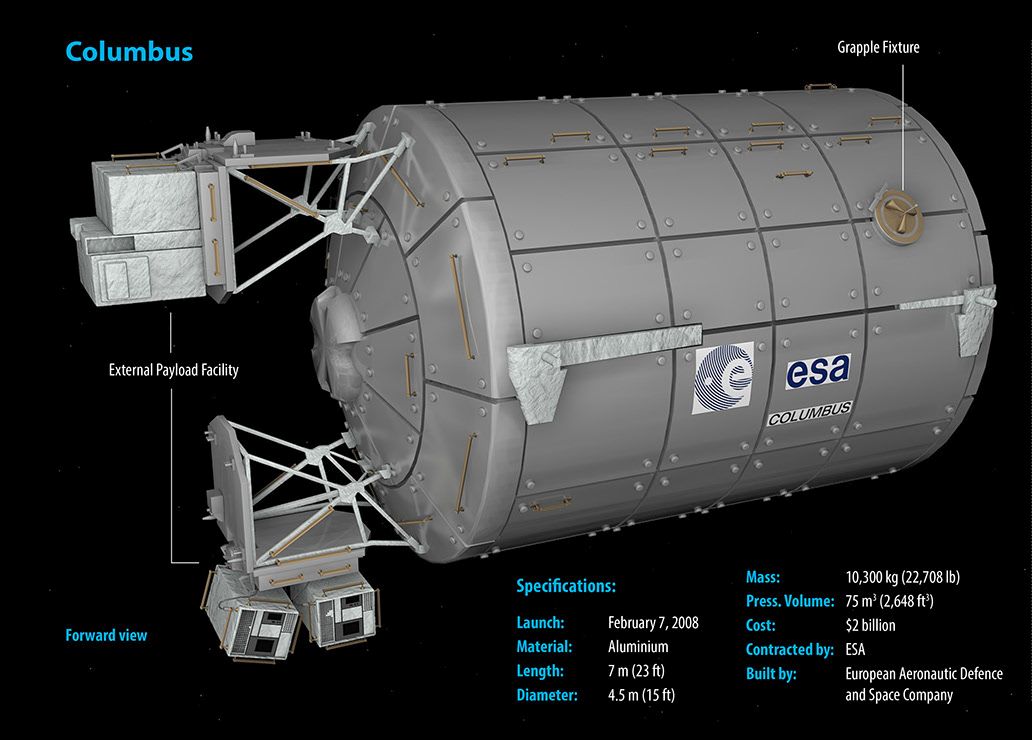 Columbus
Grapple Fixture
External Payload Facility
e
esa
COLUMBUS
Forward view
Specifications:
Launch: February 7, 2008
Material: Aluminium
Length: 7 m (23 ft)
Diameter: 4.5 m (15 ft)
Mass: 10,300 kg (22,708 lb)
Press. Volume: 75 m³ (2,648 ft³)
Cost: $2 billion
Contracted by: ESA
Built by: European Aeronautic Defence
and Space Company